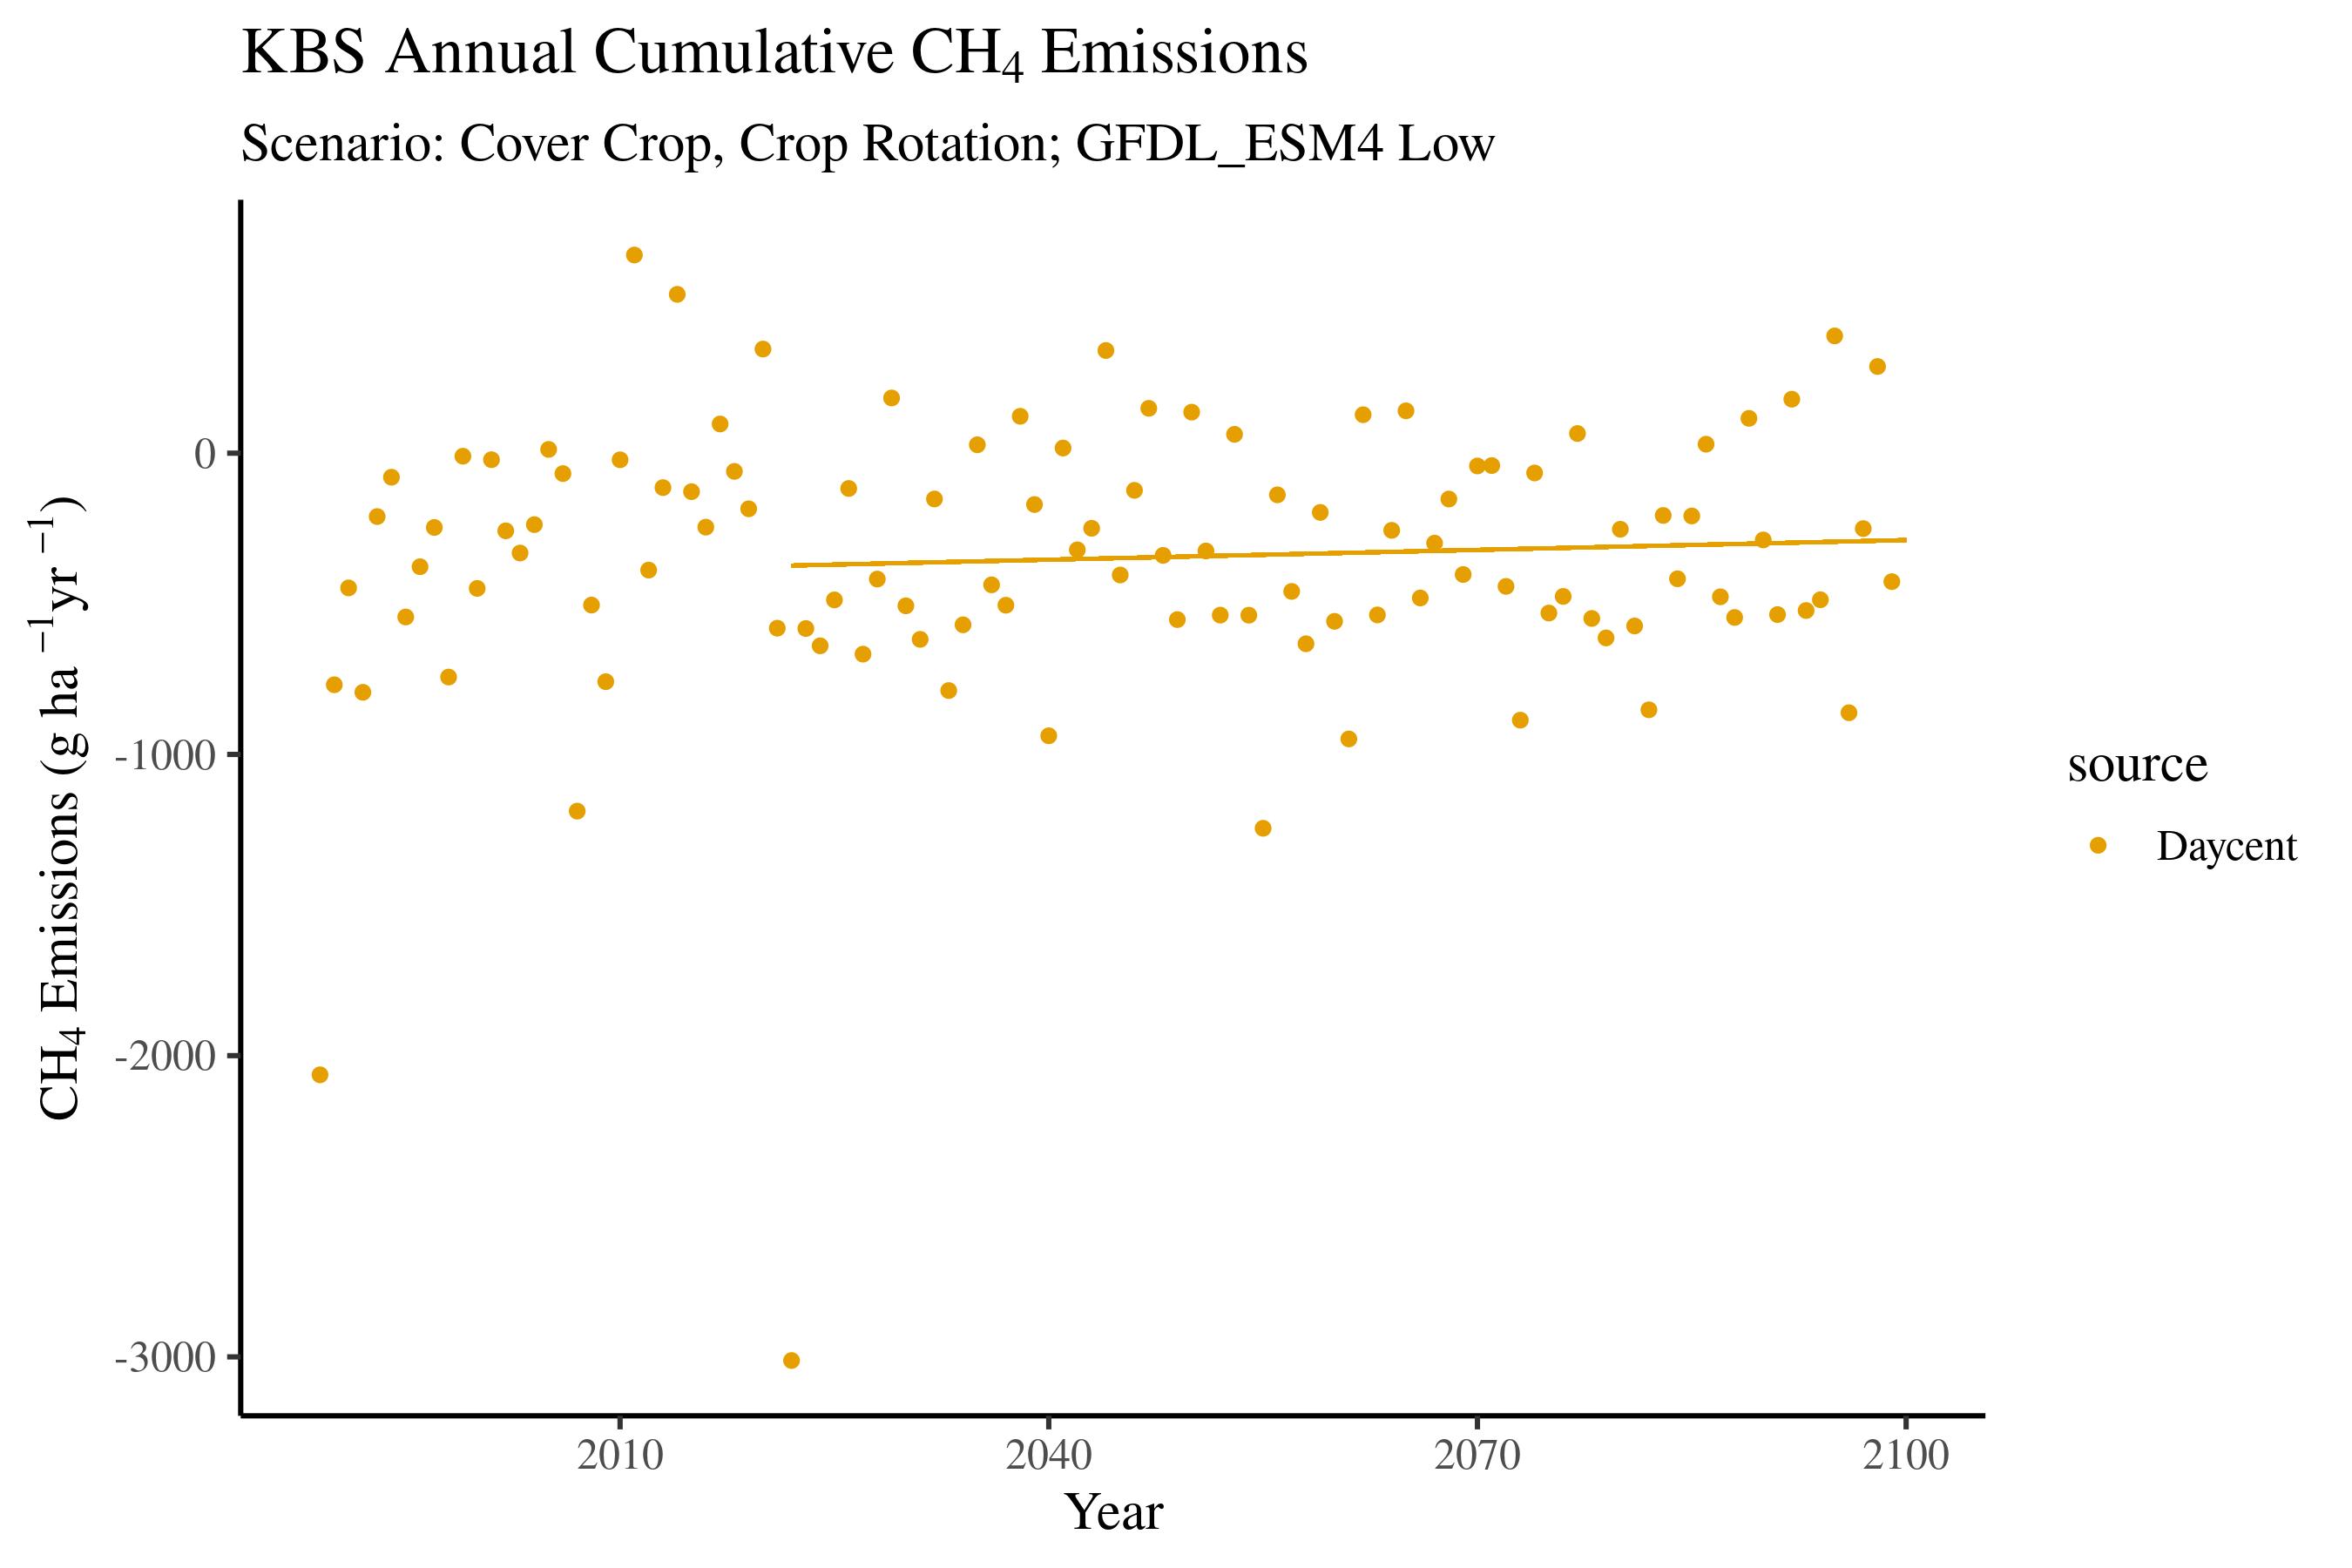 KBS Annual Cumulative CH₄ Emissions
Scenario: Cover Crop, Crop Rotation; GFDL_ESM4 Low
CH₄ Emissions (g ha ⁻¹yr ⁻¹)
0
-1000
-2000
-3000
2010 2040 2070 2100
Year
source
Daycent